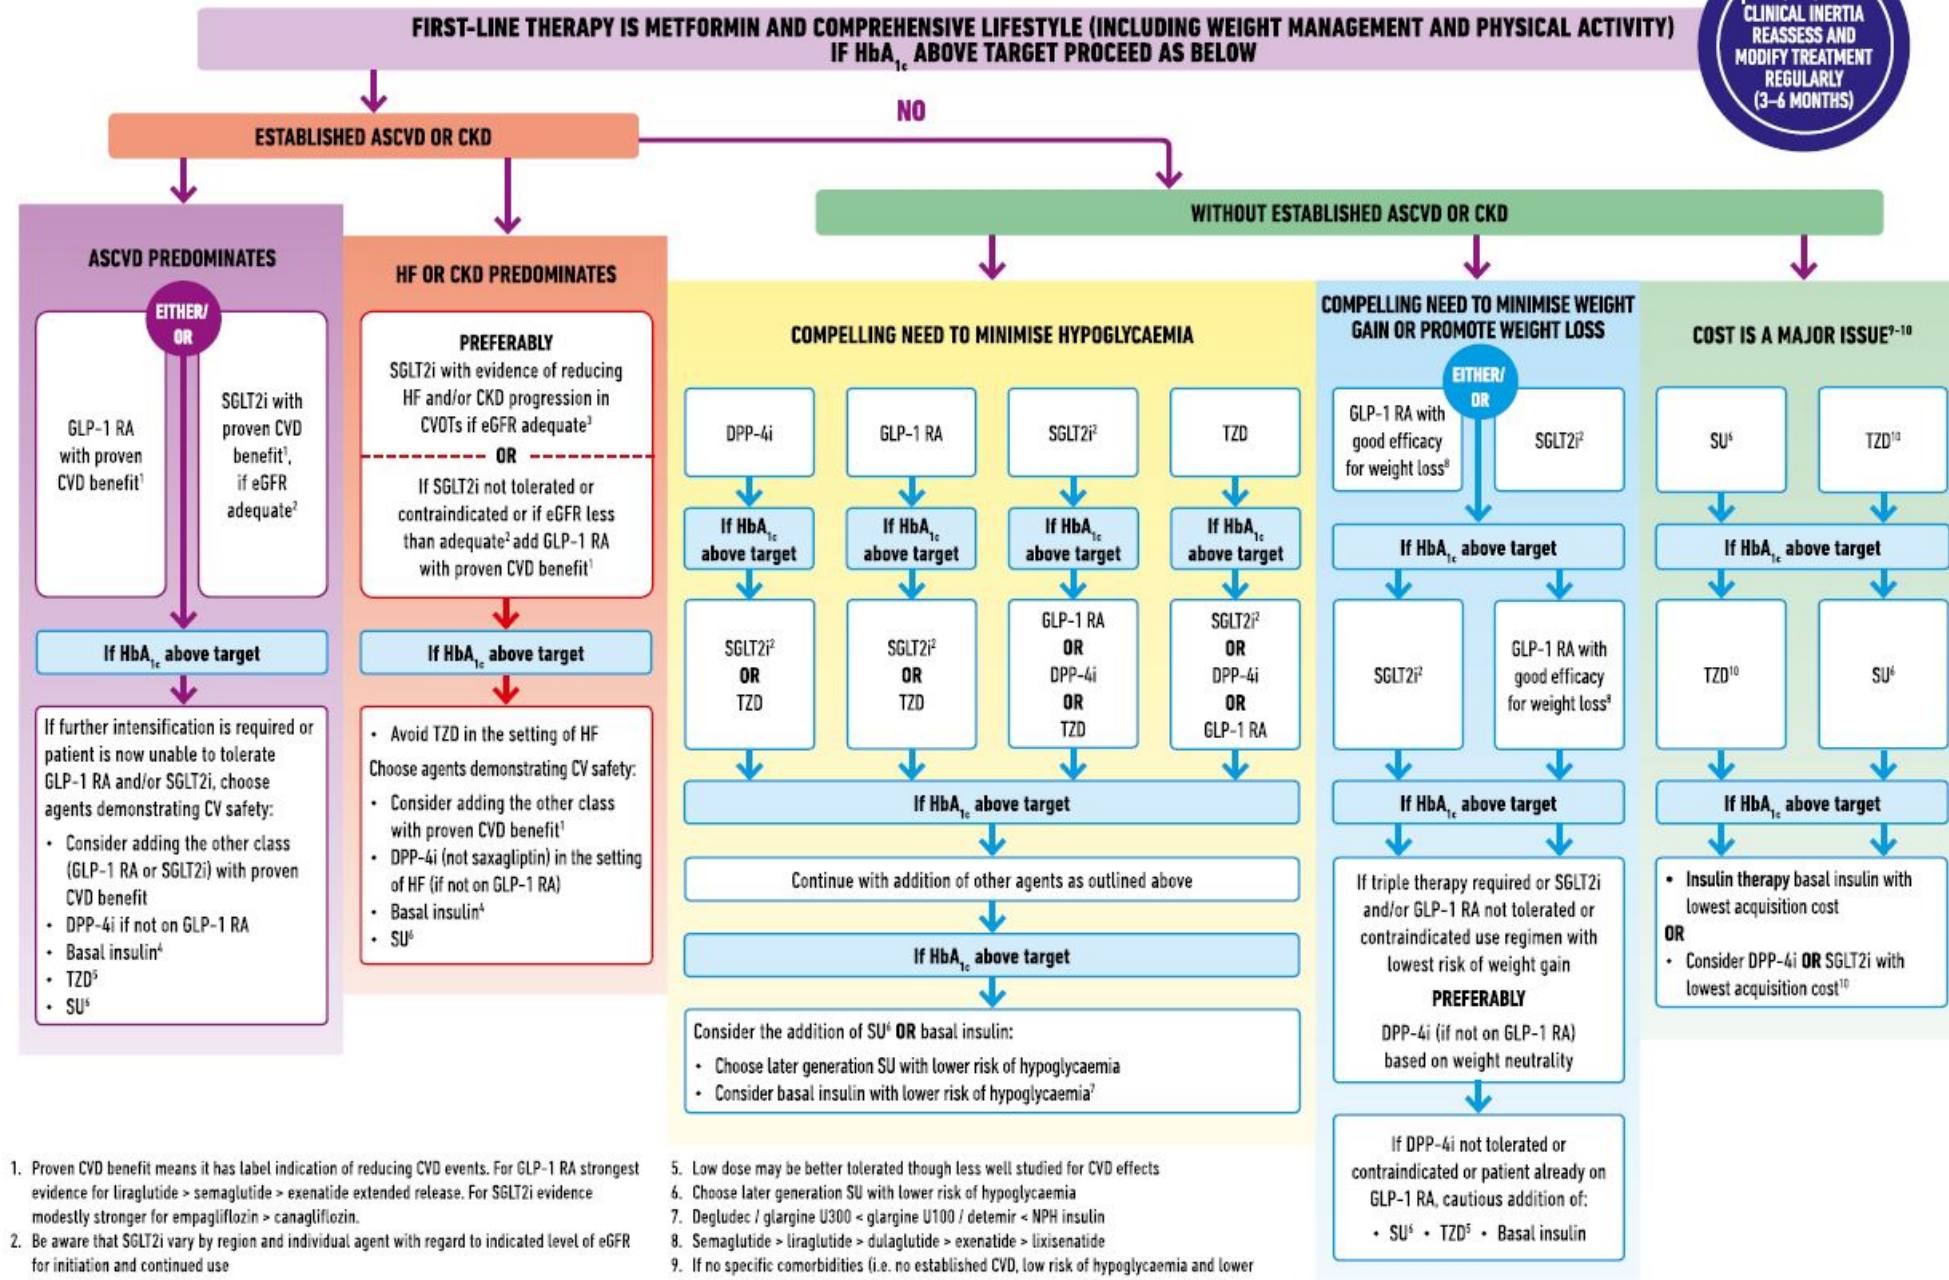 FIRST-LINE THERAPY IS METFORMIN AND COMPREHENSIVE LIFESTYLE (INCLUDING WEIGHT MANAGEMENT AND PHYSICAL ACTIVITY)
IF HbA1c ABOVE TARGET PROCEED AS BELOW
CLINICAL INERTIA
REASSESS AND
MODIFY TREATMENT
REGULARLY
(3–6 MONTHS)
NO
ESTABLISHED ASCVD OR CKD
WITHOUT ESTABLISHED ASCVD OR CKD
ASCVD PREDOMINATES
EITHER/
OR
GLP-1 RA
with proven
CVD benefit¹
SGLT2i with
proven CVD
benefit¹,
if eGFR
adequate²
If HbA1c above target
If further intensification is required or
patient is now unable to tolerate
GLP-1 RA and/or SGLT2i, choose
agents demonstrating CV safety:
• Consider adding the other class
(GLP-1 RA or SGLT2i) with proven
CVD benefit
• DPP-4i if not on GLP-1 RA
• Basal insulin⁴
• TZD⁵
• SU⁶
HF OR CKD PREDOMINATES
PREFERABLY
SGLT2i with evidence of reducing
HF and/or CKD progression in
CVOTs if eGFR adequate³
OR
If SGLT2i not tolerated or
contraindicated or if eGFR less
than adequate² add GLP-1 RA
with proven CVD benefit¹
If HbA1c above target
• Avoid TZD in the setting of HF
Choose agents demonstrating CV safety:
• Consider adding the other class
with proven CVD benefit¹
• DPP-4i (not saxagliptin) in the setting
of HF (if not on GLP-1 RA)
• Basal insulin⁴
• SU⁶
COMPELLING NEED TO MINIMISE HYPOGLYCAEMIA
DPP-4i
GLP-1 RA
SGLT2i²
TZD
If HbA1c
above target
If HbA1c
above target
If HbA1c
above target
If HbA1c
above target
SGLT2i²
OR
TZD
SGLT2i²
OR
TZD
GLP-1 RA
OR
DPP-4i
OR
TZD
SGLT2i²
OR
DPP-4i
OR
GLP-1 RA
If HbA1c above target
Continue with addition of other agents as outlined above
If HbA1c above target
Consider the addition of SU⁶ OR basal insulin:
• Choose later generation SU with lower risk of hypoglycaemia
• Consider basal insulin with lower risk of hypoglycaemia⁷
COMPELLING NEED TO MINIMISE WEIGHT
GAIN OR PROMOTE WEIGHT LOSS
EITHER/
OR
GLP-1 RA with
good efficacy
for weight loss⁸
SGLT2i²
If HbA1c above target
SGLT2i²
GLP-1 RA with
good efficacy
for weight loss⁸
If HbA1c above target
If triple therapy required or SGLT2i
and/or GLP-1 RA not tolerated or
contraindicated use regimen with
lowest risk of weight gain
PREFERABLY
DPP-4i (if not on GLP-1 RA)
based on weight neutrality
If DPP-4i not tolerated or
contraindicated or patient already on
GLP-1 RA, cautious addition of:
• SU⁶ • TZD⁵ • Basal insulin
COST IS A MAJOR ISSUE⁹⁻¹⁰
SU⁶
TZD¹⁰
If HbA1c above target
TZD¹⁰
SU⁶
If HbA1c above target
• Insulin therapy basal insulin with
lowest acquisition cost
OR
• Consider DPP-4i OR SGLT2i with
lowest acquisition cost¹⁰
1. Proven CVD benefit means it has label indication of reducing CVD events. For GLP-1 RA strongest
evidence for liraglutide > semaglutide > exenatide extended release. For SGLT2i evidence
modestly stronger for empagliflozin > canagliflozin.
2. Be aware that SGLT2i vary by region and individual agent with regard to indicated level of eGFR
for initiation and continued use
5. Low dose may be better tolerated though less well studied for CVD effects
6. Choose later generation SU with lower risk of hypoglycaemia
7. Degludec / glargine U300 < glargine U100 / detemir < NPH insulin
8. Semaglutide > liraglutide > dulaglutide > exenatide > lixisenatide
9. If no specific comorbidities (i.e. no established CVD, low risk of hypoglycaemia and lower